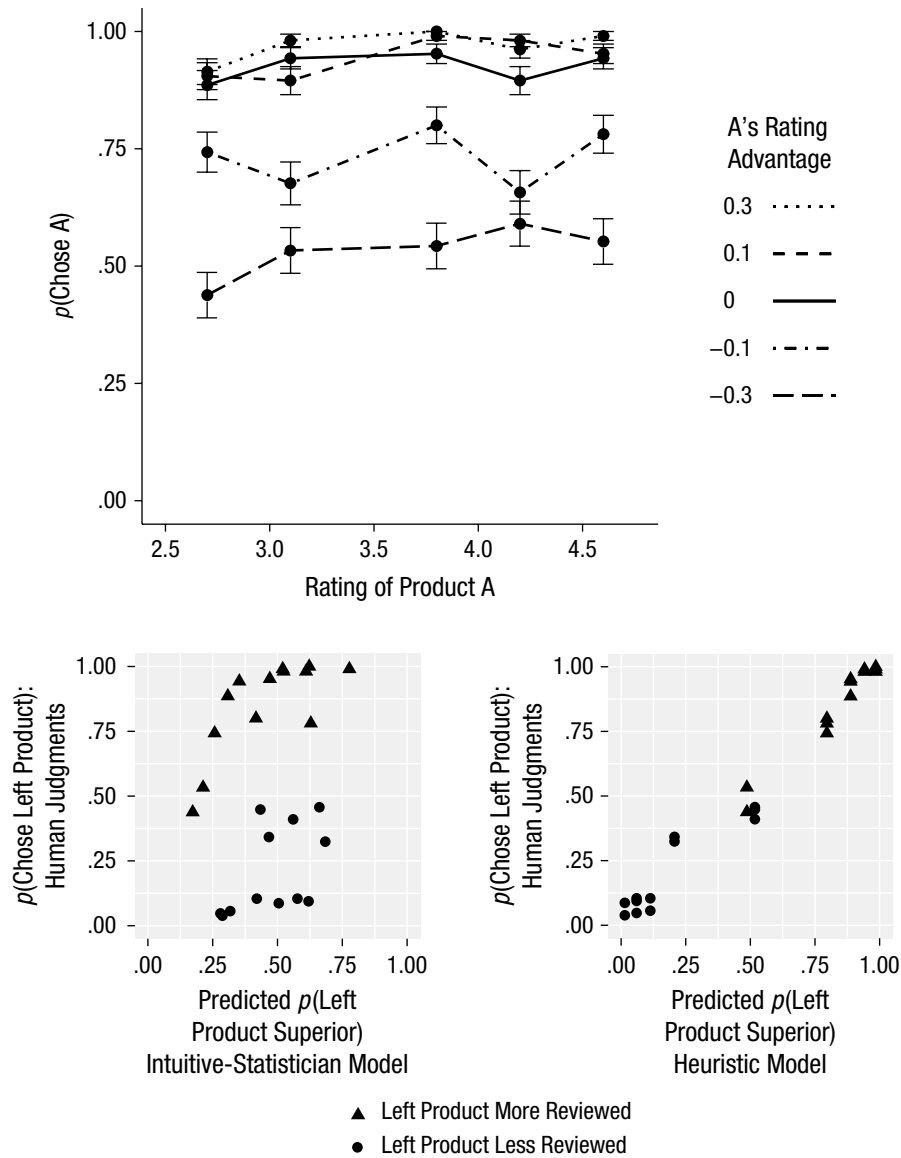 1.00
.75
.50
.25
.00
p(Chose A)
2.5 3.0 3.5 4.0 4.5
Rating of Product A
A’s Rating
Advantage
0.3
0.1
0
–0.1
–0.3
p(Chose Left Product):
Human Judgments
1.00
.75
.50
.25
.00
.00 .25 .50 .75 1.00
Predicted p(Left
Product Superior)
Intuitive-Statistician Model
p(Chose Left Product):
Human Judgments
1.00
.75
.50
.25
.00
.00 .25 .50 .75 1.00
Predicted p(Left
Product Superior)
Heuristic Model
Left Product More Reviewed
Left Product Less Reviewed